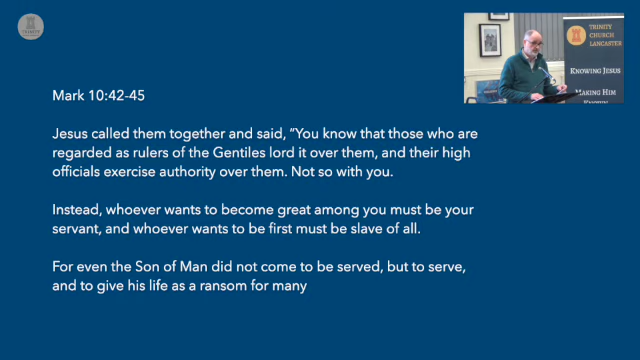 TRINITY
TRINITY
CHURCH
LANCASTER
KNOWING JESUS
MAKING HIM
KNOWN
Mark 10:42-45
Jesus called them together and said, "You know that those who are
regarded as rulers of the Gentiles lord it over them, and their high
officials exercise authority over them. Not so with you.
Instead, whoever wants to become great among you must be your
servant, and whoever wants to be first must be slave of all.
For even the Son of Man did not come to be served, but to serve,
and to give his life as a ransom for many